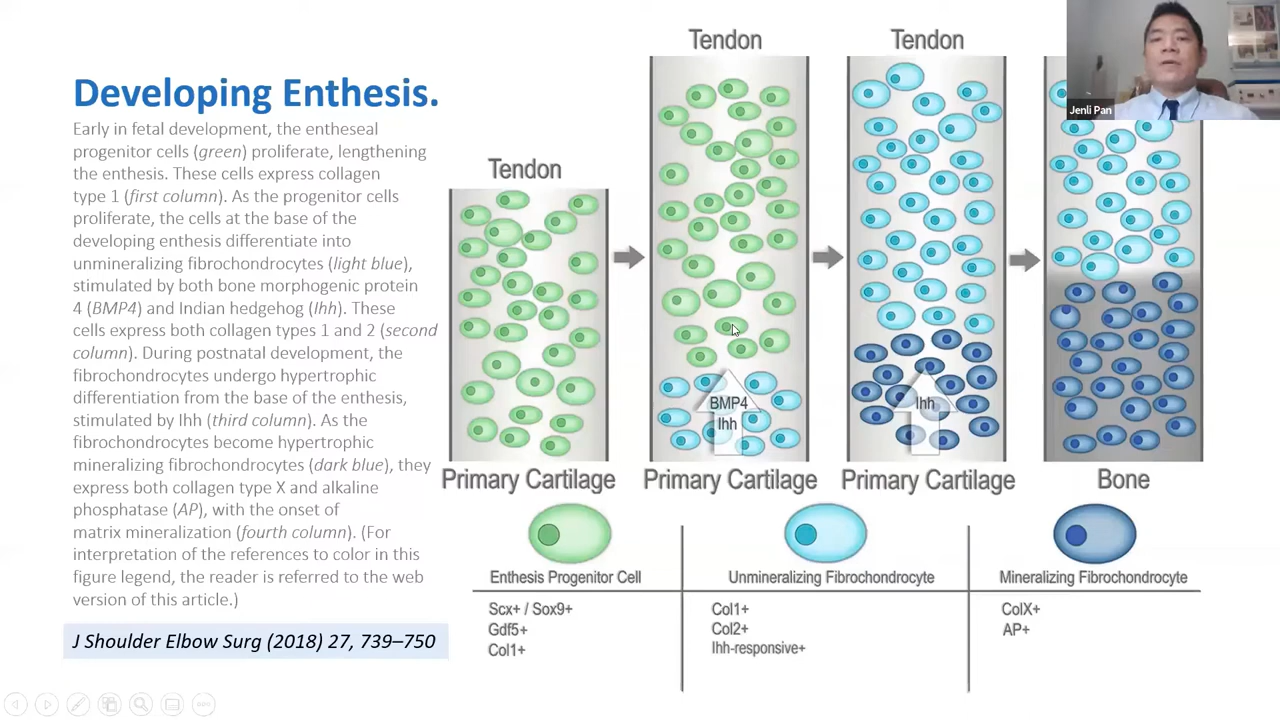 Developing Enthesis.
Early in fetal development, the entheseal
progenitor cells (green) proliferate, lengthening
the enthesis. These cells express collagen
type 1 (first column). As the progenitor cells
proliferate, the cells at the base of the
developing enthesis differentiate into
unmineralizing fibrochondrocytes (light blue),
stimulated by both bone morphogenic protein
4 (BMP4) and Indian hedgehog (Ihh). These
cells express both collagen types 1 and 2 (second
column). During postnatal development, the
fibrochondrocytes undergo hypertrophic
differentiation from the base of the enthesis,
stimulated by Ihh (third column). As the
fibrochondrocytes become hypertrophic
mineralizing fibrochondrocytes (dark blue), they
express both collagen type X and alkaline
phosphatase (AP), with the onset of
matrix mineralization (fourth column). (For
interpretation of the references to color in this
figure legend, the reader is referred to the web
version of this article.)
J Shoulder Elbow Surg (2018) 27, 739–750
Tendon
Tendon
Tendon
Jenli Pan
BMP4
Ihh
Ihh
Primary Cartilage
Primary Cartilage
Primary Cartilage
Bone
Enthesis Progenitor Cell
Unmineralizing Fibrochondrocyte
Mineralizing Fibrochondrocyte
Scx+ / Sox9+
Gdf5+
Col1+
Col1+
Col2+
Ihh-responsive+
ColX+
AP+